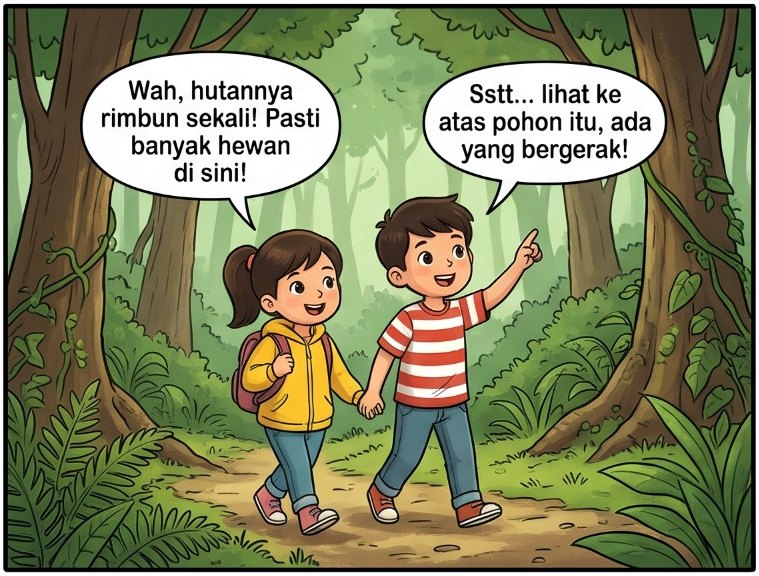 Wah, hutannya
rimbun sekali! Pasti
banyak hewan
di sini!
Sstt... lihat ke
atas pohon itu, ada
yang bergerak!